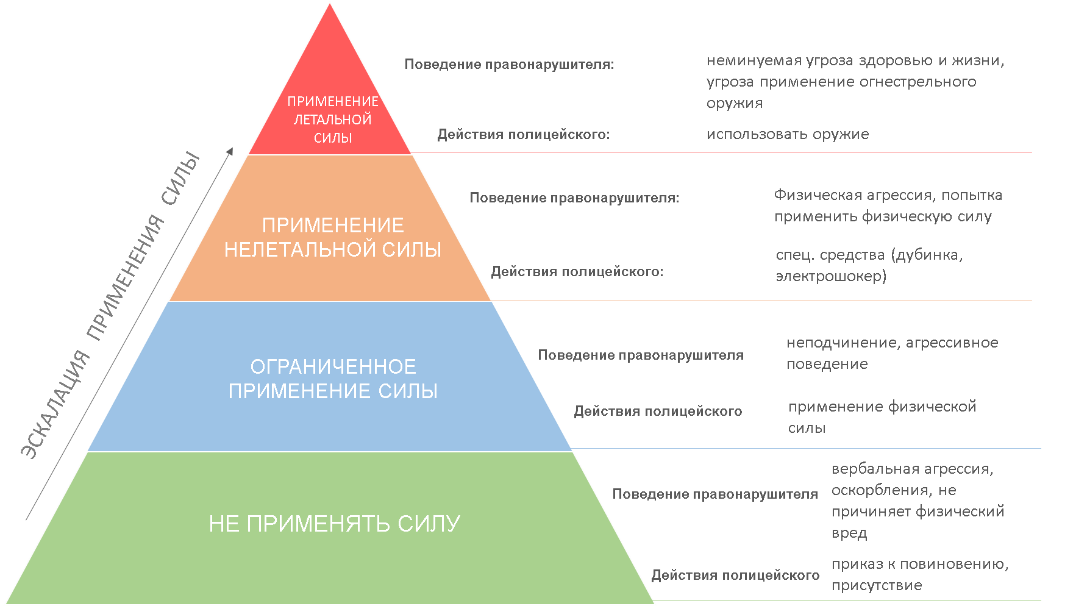 Поведение правонарушителя:
неминуемая угроза здоровью и жизни,
угроза применение огнестрельного
оружия
ПРИМЕНЕНИЕ
ЛЕТАЛЬНОЙ
СИЛЫ
Действия полицейского:
использовать оружие
ЭСКАЛАЦИЯ ПРИМЕНЕНИЯ СИЛЫ
Поведение правонарушителя:
Физическая агрессия, попытка
применить физическую силу
ПРИМЕНЕНИЕ
НЕЛЕТАЛЬНОЙ СИЛЫ
Действия полицейского:
спец. средства (дубинка,
электрошокер)
Поведение правонарушителя
неподчинение, агрессивное
поведение
ОГРАНИЧЕННОЕ
ПРИМЕНЕНИЕ СИЛЫ
Действия полицейского
применение физической
силы
Поведение правонарушителя
вербальная агрессия,
оскорбления, не
причиняет физический
вред
НЕ ПРИМЕНЯТЬ СИЛУ
Действия полицейского
приказ к повиновению,
присутствие